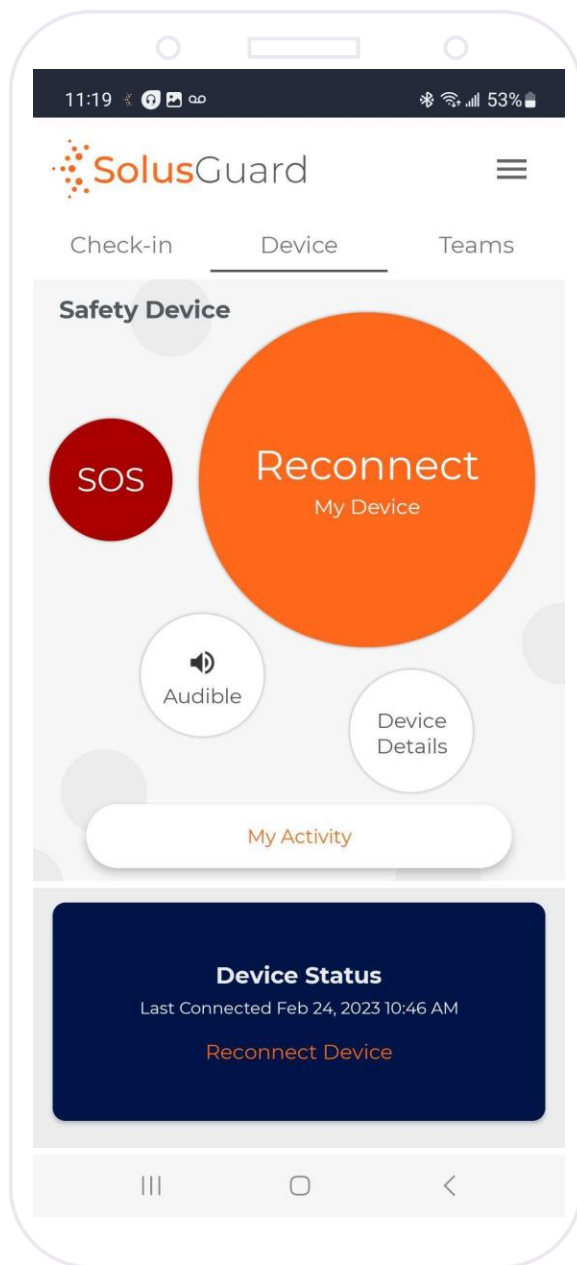 11:19 53%
SolusGuard
Check-in Device Teams
Safety Device
SOS
Reconnect
My Device
Audible
Device
Details
My Activity
Device Status
Last Connected Feb 24, 2023 10:46 AM
Reconnect Device